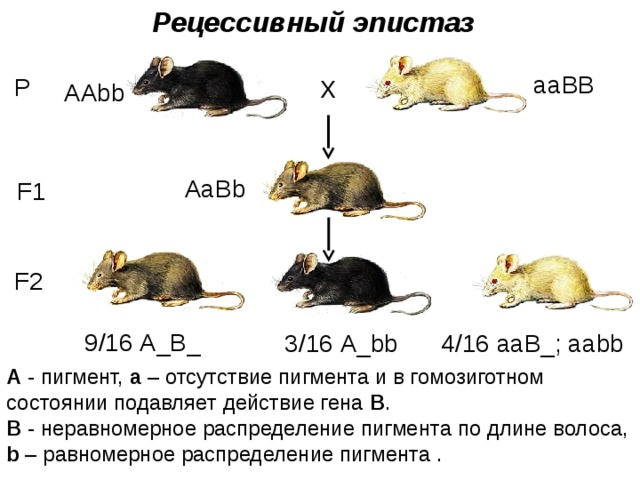 Рецессивный эпистаз
P AAbb X aaBB
F1 AaBb
F2
9/16 A_B_ 3/16 A_bb 4/16 aaB_; aabb
А - пигмент, а – отсутствие пигмента и в гомозиготном
состоянии подавляет действие гена В.
В - неравномерное распределение пигмента по длине волоса,
b – равномерное распределение пигмента .